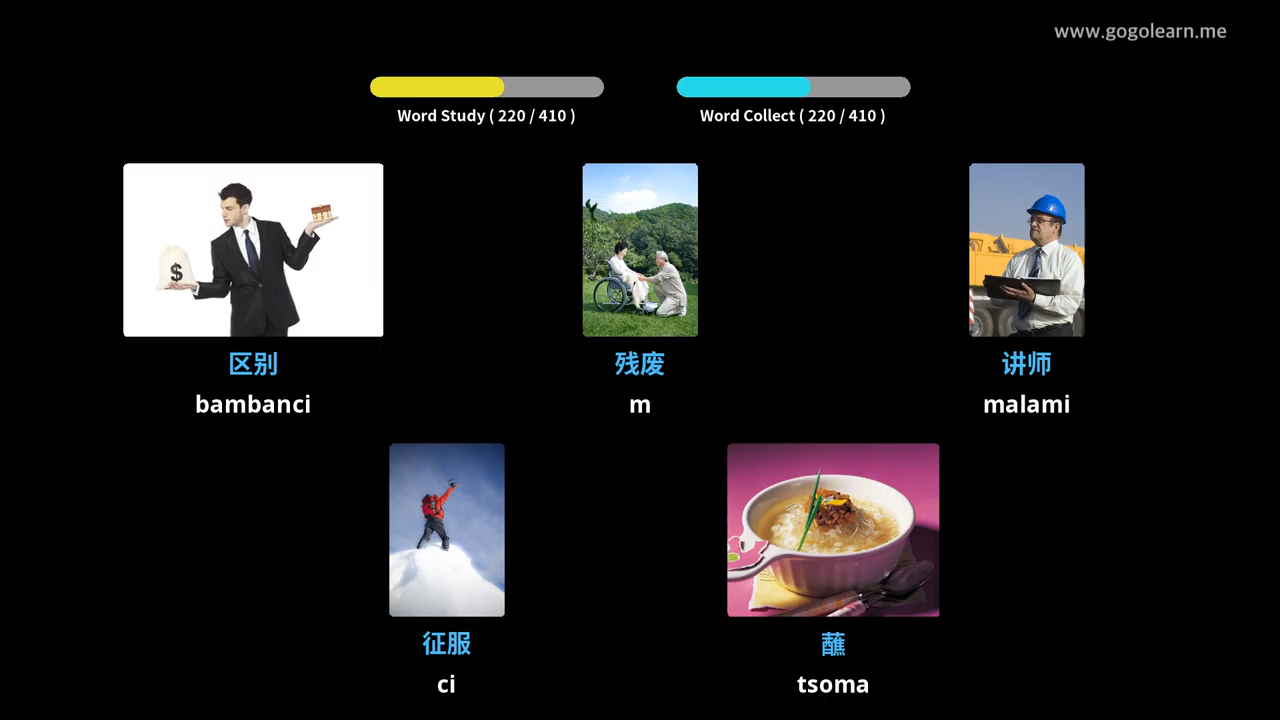 www.gogolearn.me
Word Study ( 220 / 410 )
Word Collect ( 220 / 410 )
$
区别
bambanci
残废
m
讲师
malami
征服
ci
蘸
tsoma